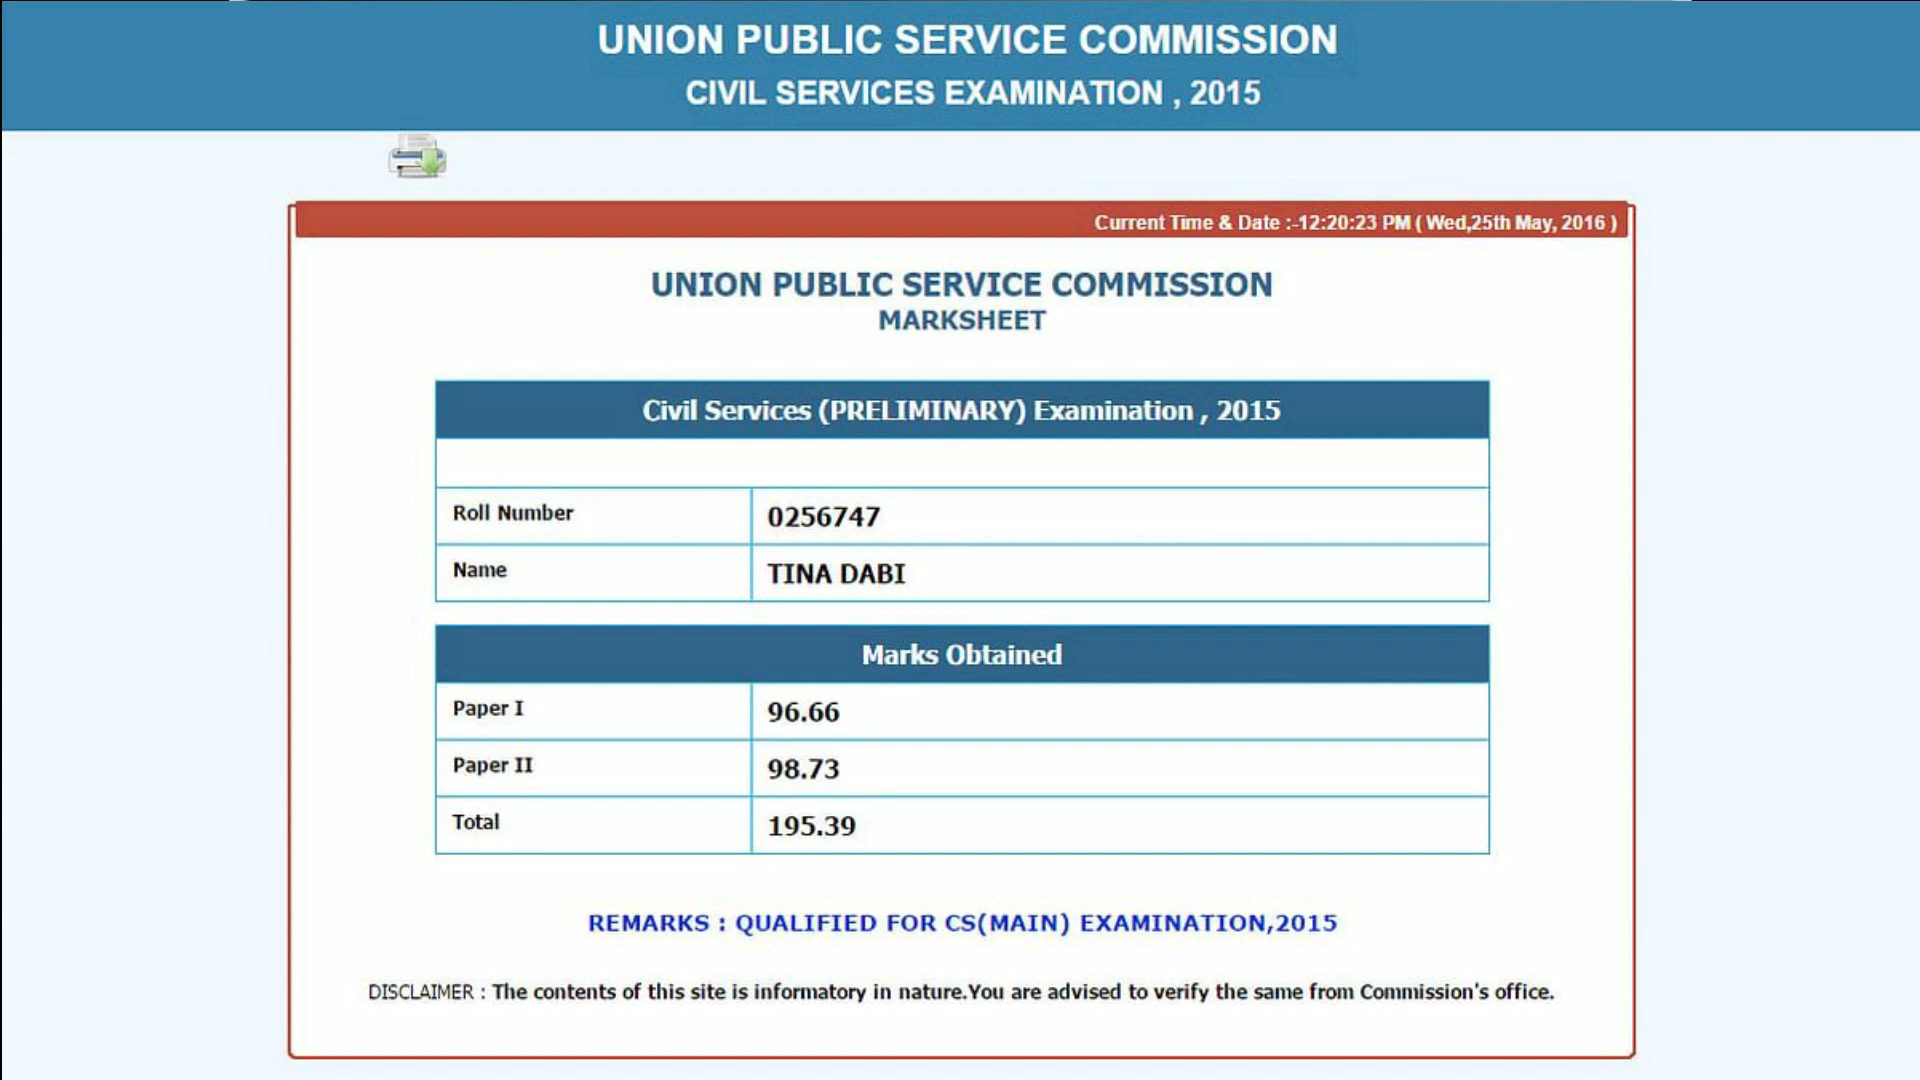 UNION PUBLIC SERVICE COMMISSION
CIVIL SERVICES EXAMINATION , 2015
Current Time & Date :-12:20:23 PM ( Wed,25th May, 2016 )
UNION PUBLIC SERVICE COMMISSION
MARKSHEET
Civil Services (PRELIMINARY) Examination , 2015
Roll Number 0256747
Name TINA DABI
Marks Obtained
Paper I 96.66
Paper II 98.73
Total 195.39
REMARKS : QUALIFIED FOR CS(MAIN) EXAMINATION,2015
DISCLAIMER : The contents of this site is informatory in nature.You are advised to verify the same from Commission's office.